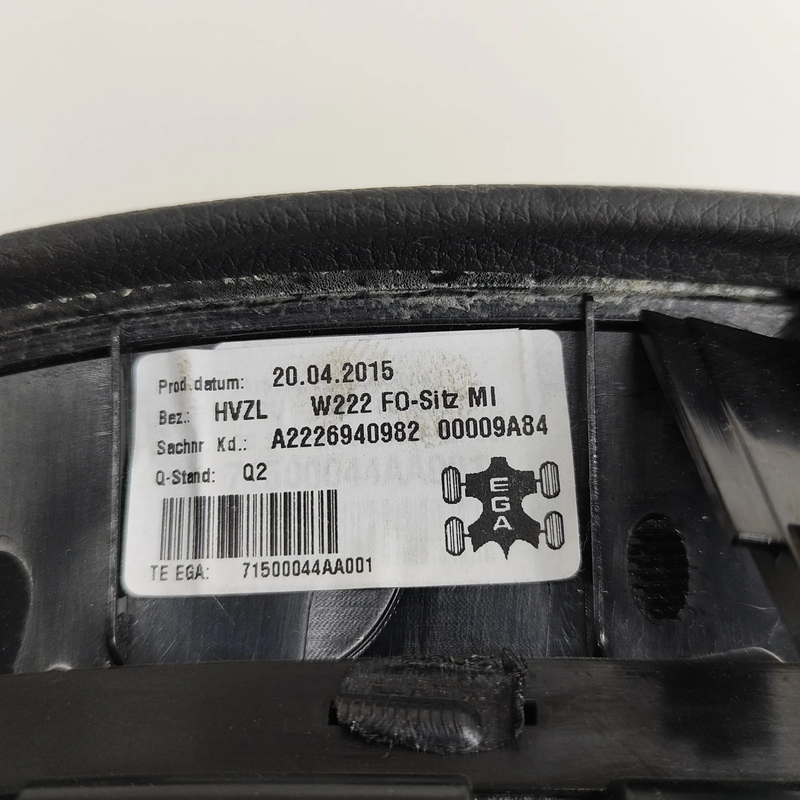 Prod.datum: 20.04.2015
Bez.: HVZL W222 FO-Sitz MI
Sachnr Kd.: A2226940982 00009A84
Q-Stand: Q2
EGA
TE EGA: 71500044AA001